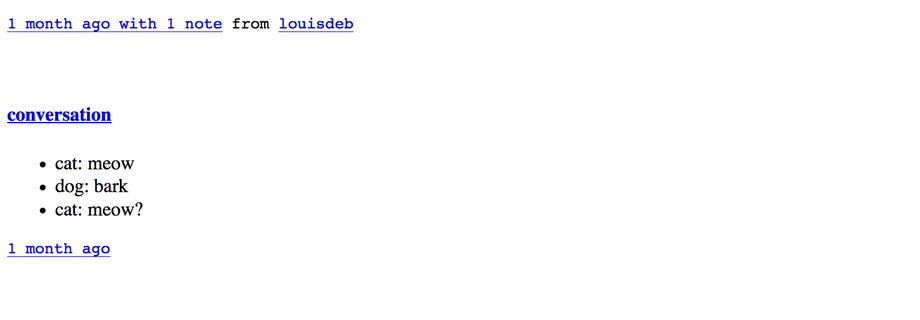 1 month ago with 1 note from louisdeb
conversation
• cat: meow
• dog: bark
• cat: meow?
1 month ago